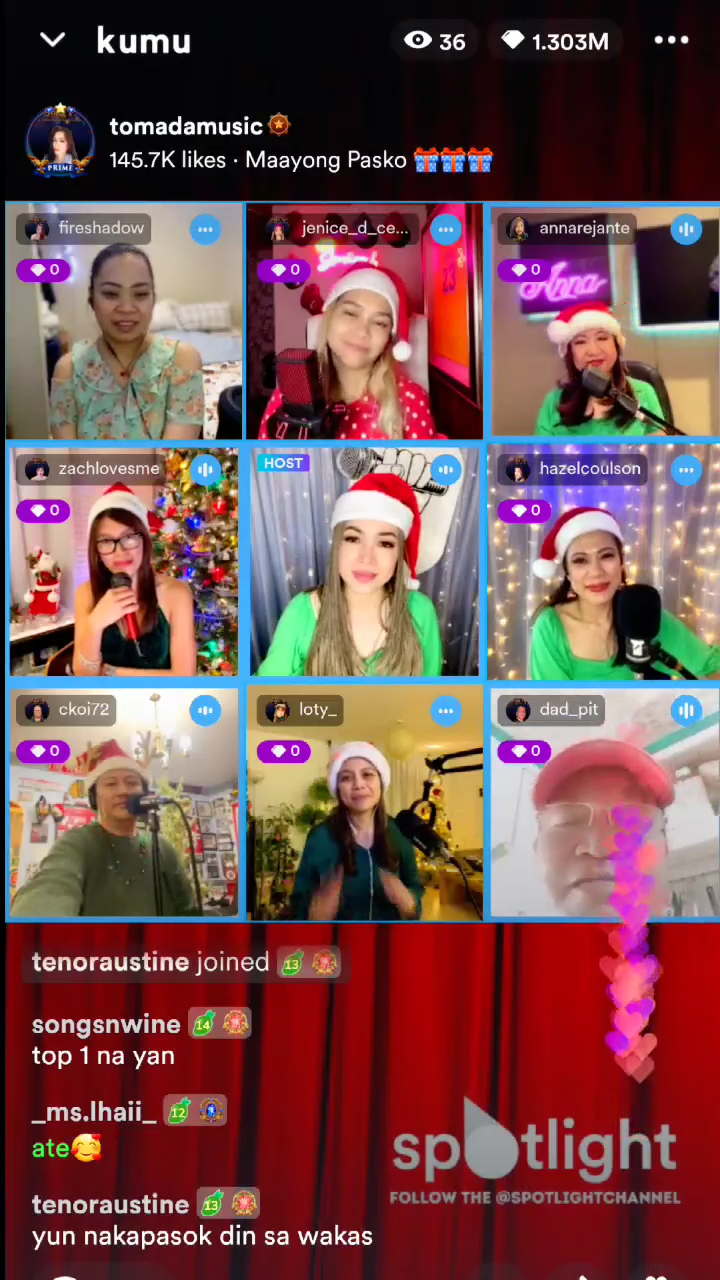 kumu
36
1.303M
tomadamusic
PRIME
145.7K likes · Maayong Pasko 🎁🎁🎁
fireshadow
0
jenice_d_ce...
0
annarejante
0
Anna
zachlovesme
0
HOST
hazelcoulson
0
ckoi72
0
loty_
0
dad_pit
0
tenoraustine joined 13
songsnwine 14
top 1 na yan
_ms.lhaii_ 12
ate🥰
tenoraustine 13
yun nakapasok din sa wakas
spotlight
FOLLOW THE @SPOTLIGHTCHANNEL